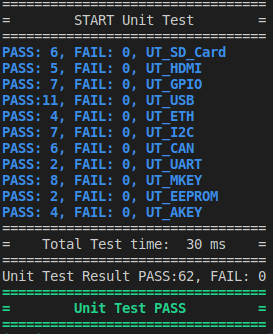 =================================
=        START Unit Test        =
=================================
PASS: 6, FAIL: 0, UT_SD_Card
PASS: 5, FAIL: 0, UT_HDMI
PASS: 7, FAIL: 0, UT_GPIO
PASS:11, FAIL: 0, UT_USB
PASS: 4, FAIL: 0, UT_ETH
PASS: 7, FAIL: 0, UT_I2C
PASS: 6, FAIL: 0, UT_CAN
PASS: 2, FAIL: 0, UT_UART
PASS: 8, FAIL: 0, UT_MKEY
PASS: 2, FAIL: 0, UT_EEPROM
PASS: 4, FAIL: 0, UT_AKEY
=================================
=    Total Test time:  30 ms    =
=================================
Unit Test Result PASS:62, FAIL: 0
=================================
=        Unit Test PASS         =
=================================